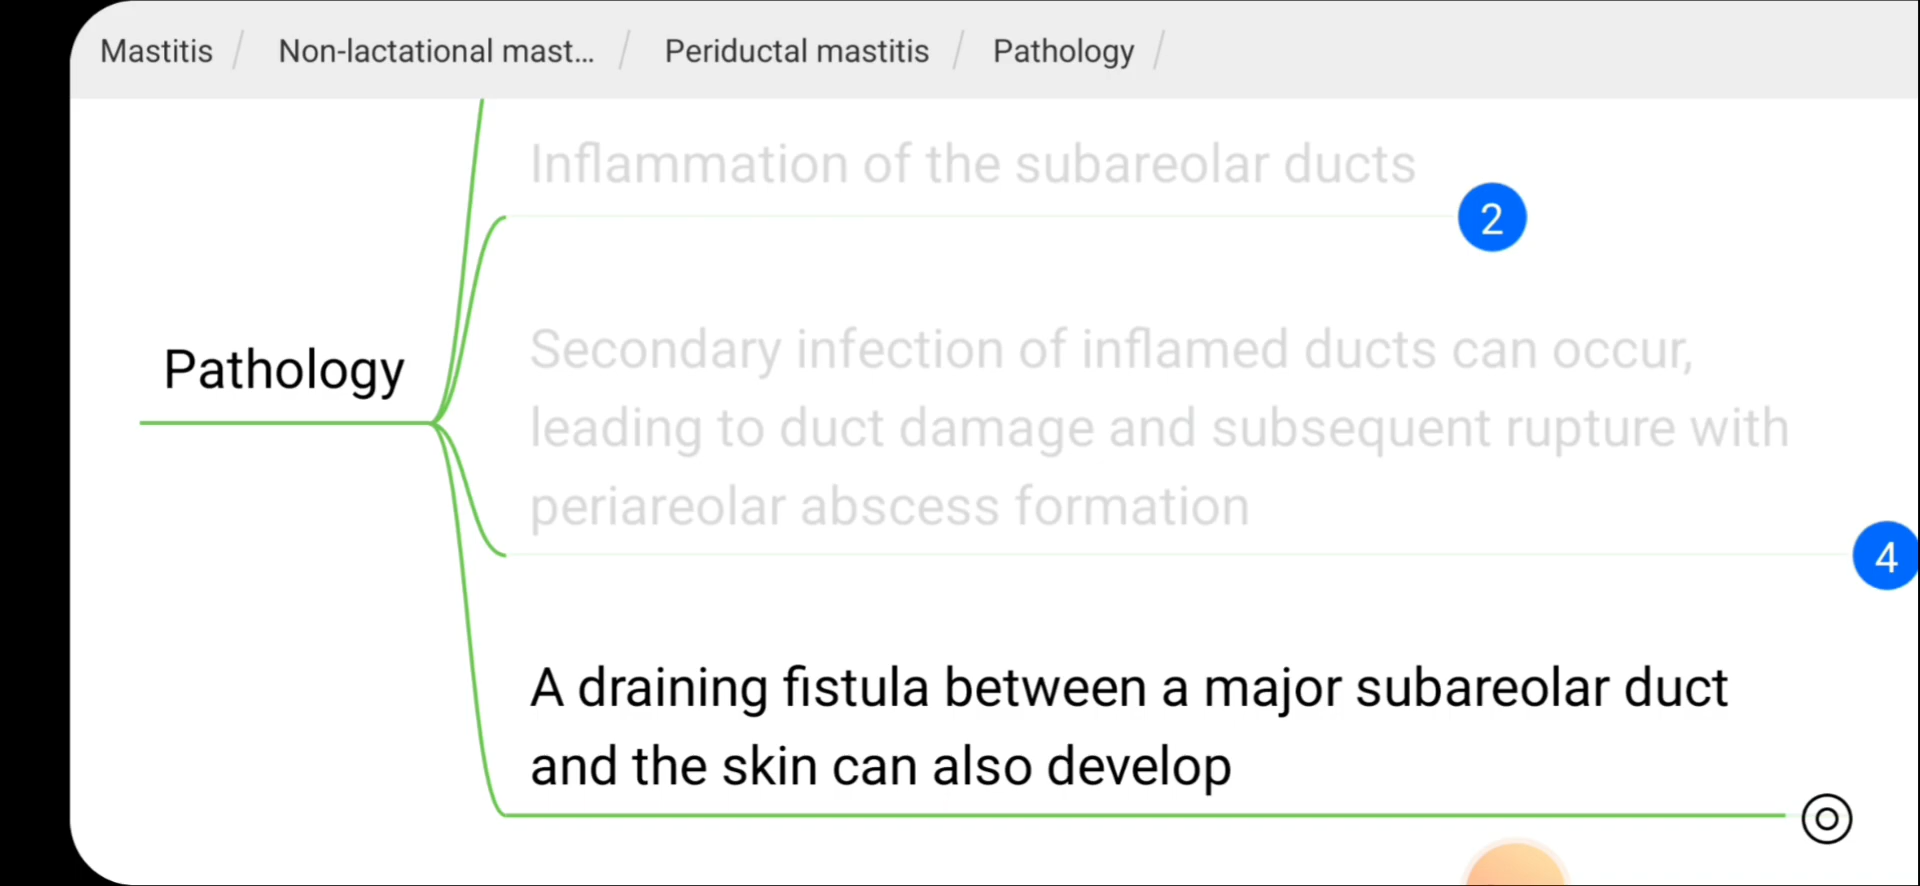 Mastitis / Non-lactational mast... / Periductal mastitis / Pathology /
Inflammation of the subareolar ducts
2
Pathology
Secondary infection of inflamed ducts can occur,
leading to duct damage and subsequent rupture with
periareolar abscess formation
4
A draining fistula between a major subareolar duct
and the skin can also develop